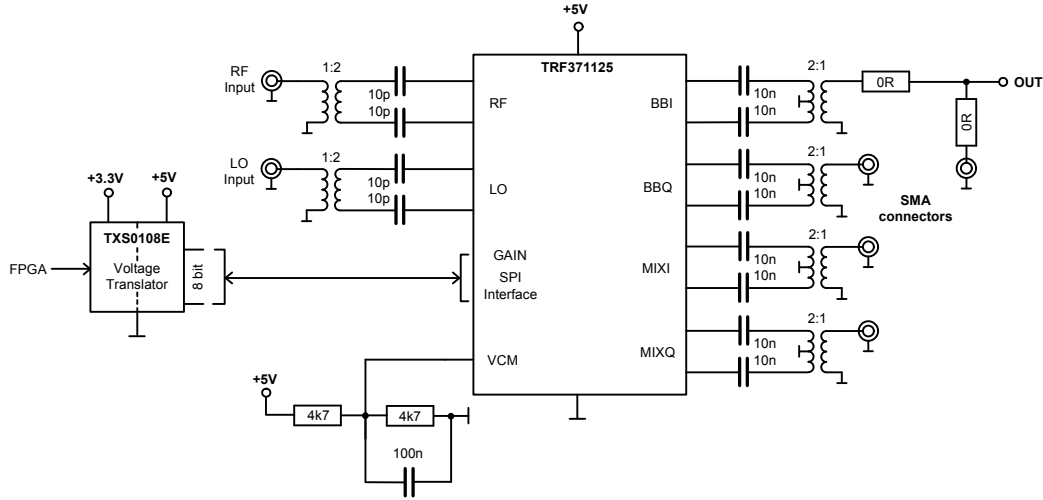 +5V
TRF371125
RF
Input
1:2
10p
10p
RF
LO
Input
1:2
10p
10p
LO
+3.3V
+5V
TXS0108E
Voltage
Translator
FPGA
8 bit
GAIN
SPI
Interface
VCM
+5V
4k7
4k7
100n
BBI
10n
10n
2:1
0R
OUT
0R
BBQ
10n
10n
2:1
SMA
connectors
MIXI
10n
10n
2:1
MIXQ
10n
10n
2:1